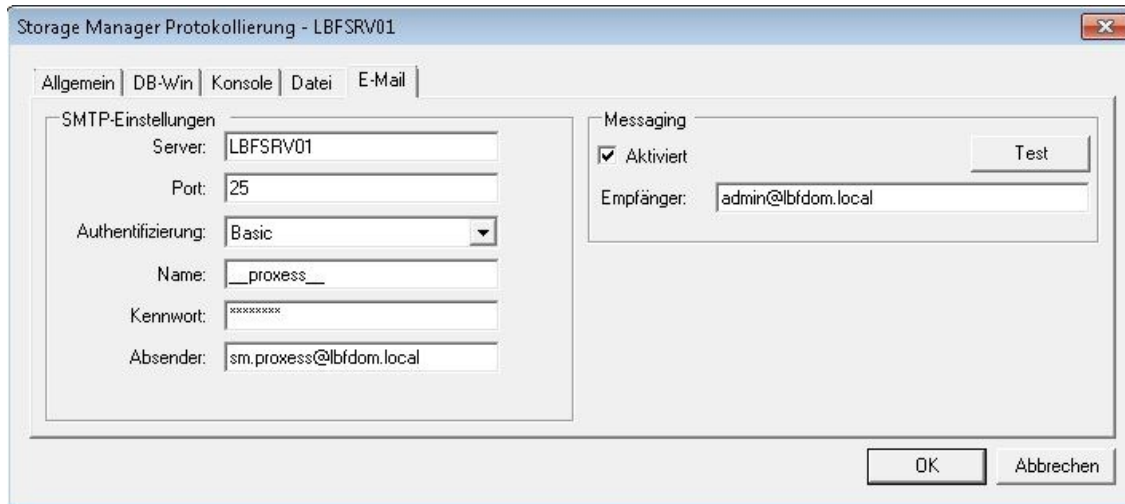 Storage Manager Protokollierung - LBFSRV01
Allgemein DB-Win Konsole Datei E-Mail
SMTP-Einstellungen
Server: LBFSRV01
Port: 25
Authentifizierung: Basic
Name: __proxess__
Kennwort: ********
Absender: sm.proxess@lbfdom.local
Messaging
Aktiviert
Test
Empfänger: admin@lbfdom.local
OK Abbrechen